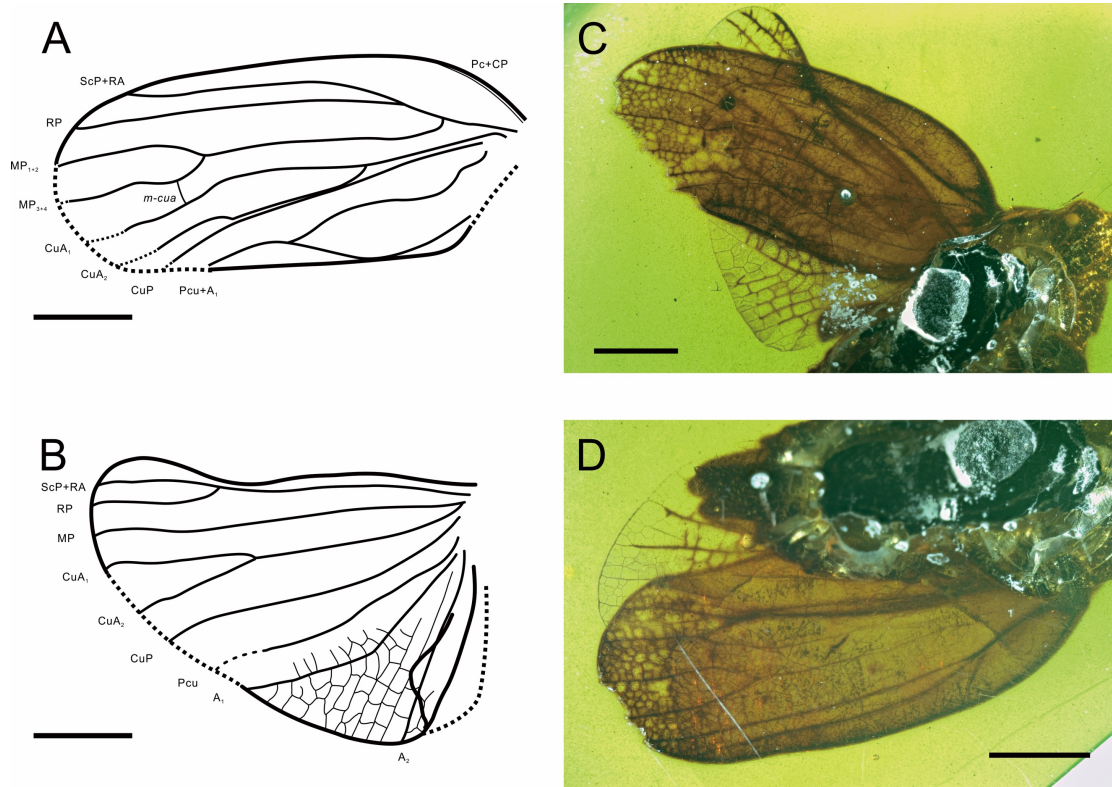 A
Pc+CP
ScP+RA
RP
MP1+2
m-cua
MP3+4
CuA1
CuA2
CuP
Pcu+A1
C
B
ScP+RA
RP
MP
CuA1
CuA2
CuP
Pcu
A1
A2
D